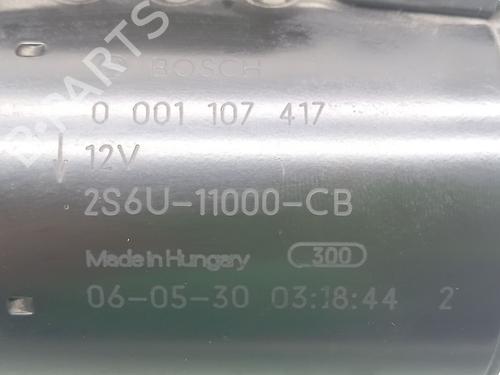 BOSCH
0 001 107 417
12V
2S6U-11000-CB
Made in Hungary 300
06-05-30 03:18:44 2
B-PARTS